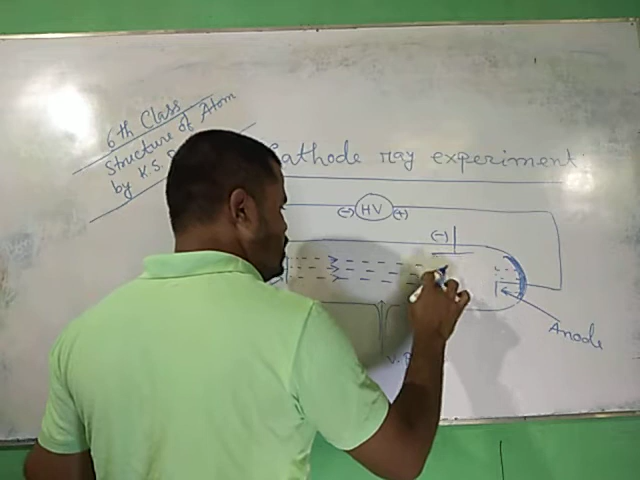 6th Class
Structure of Atom
by K.S.
Cathode ray experiment
(-) HV (+)
(-)
Anode